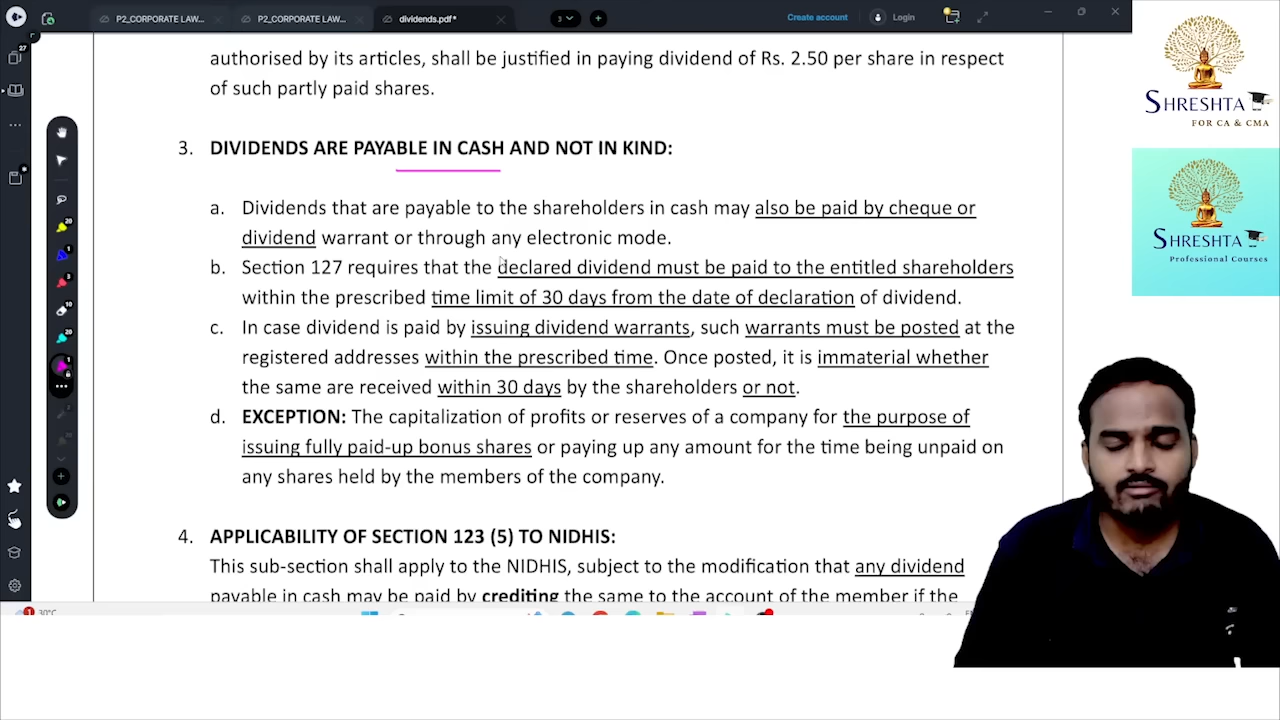 P2_CORPORATE LAW...
P2_CORPORATE LAW...
dividends.pdf*
3
Create account
Login
27
authorised by its articles, shall be justified in paying dividend of Rs. 2.50 per share in respect
of such partly paid shares.
3. DIVIDENDS ARE PAYABLE IN CASH AND NOT IN KIND:
a. Dividends that are payable to the shareholders in cash may also be paid by cheque or
dividend warrant or through any electronic mode.
b. Section 127 requires that the declared dividend must be paid to the entitled shareholders
within the prescribed time limit of 30 days from the date of declaration of dividend.
c. In case dividend is paid by issuing dividend warrants, such warrants must be posted at the
registered addresses within the prescribed time. Once posted, it is immaterial whether
the same are received within 30 days by the shareholders or not.
d. EXCEPTION: The capitalization of profits or reserves of a company for the purpose of
issuing fully paid-up bonus shares or paying up any amount for the time being unpaid on
any shares held by the members of the company.
4. APPLICABILITY OF SECTION 123 (5) TO NIDHIS:
This sub-section shall apply to the NIDHIS, subject to the modification that any dividend
payable in cash may be paid by crediting the same to the account of the member if the
20
1
3
10
20
1
30°C
SHRESHTA
FOR CA & CMA
SHRESHTA
Professional Courses